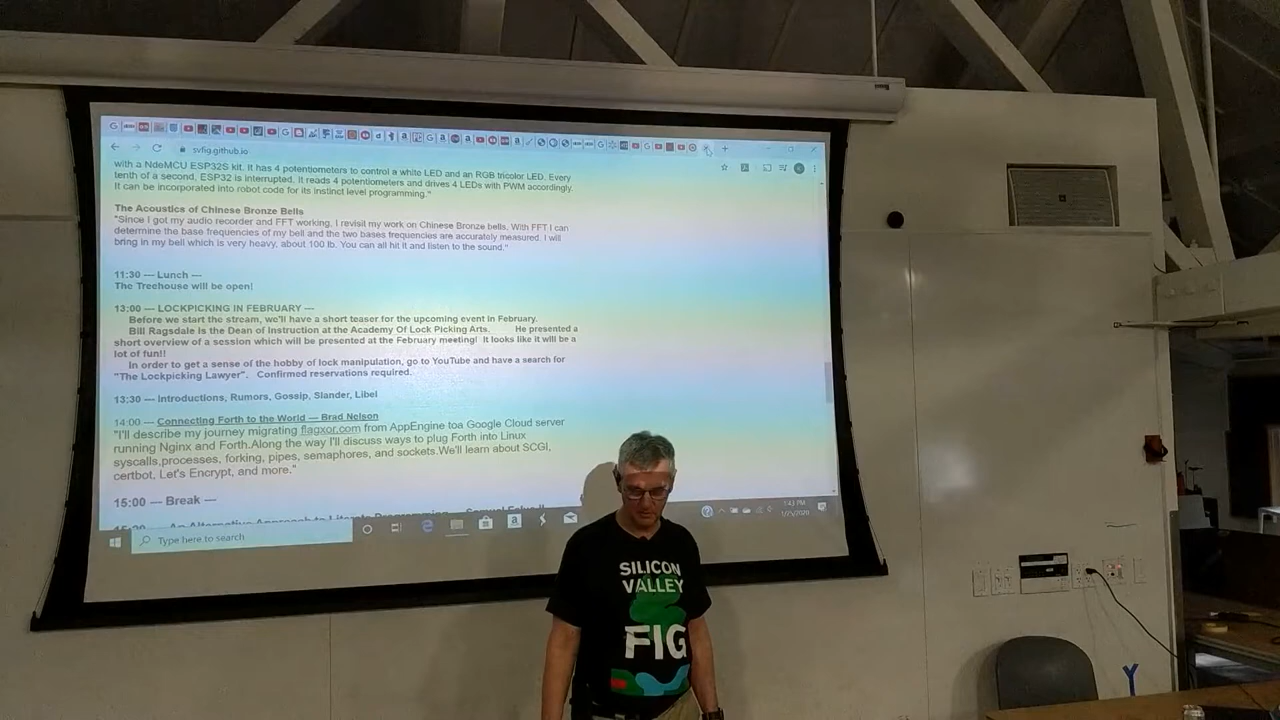 svfig.github.io
with a NdeMCU ESP32S kit. It has 4 potentiometers to control a white LED and an RGB tricolor LED. Every
tenth of a second, ESP32 is interrupted. It reads 4 potentiometers and drives 4 LEDs with PWM accordingly.
It can be incorporated into robot code for its instinct level programming."
The Acoustics of Chinese Bronze Bells
"Since I got my audio recorder and FFT working, I revisit my work on Chinese Bronze bells. With FFT I can
determine the base frequencies of my bell and the two bases frequencies are accurately measured. I will
bring in my bell which is very heavy, about 100 lb. You can all hit it and listen to the sound."
11:30 --- Lunch ---
The Treehouse will be open!
13:00 --- LOCKPICKING IN FEBRUARY ---
Before we start the stream, we'll have a short teaser for the upcoming event in February.
Bill Ragsdale is the Dean of Instruction at the Academy Of Lock Picking Arts. He presented a
short overview of a session which will be presented at the February meeting! It looks like it will be a
lot of fun!!
In order to get a sense of the hobby of lock manipulation, go to YouTube and have a search for
"The Lockpicking Lawyer". Confirmed reservations required.
13:30 --- Introductions, Rumors, Gossip, Slander, Libel
14:00 --- Connecting Forth to the World --- Brad Nelson
"I'll describe my journey migrating flagxor.com from AppEngine toa Google Cloud server
running Nginx and Forth.Along the way I'll discuss ways to plug Forth into Linux
syscalls,processes, forking, pipes, semaphores, and sockets.We'll learn about SCGI,
certbot, Let's Encrypt, and more."
15:00 --- Break ---
An Alternative Approach to Literate Programming
Type here to search
1:43 PM
1/25/2020
SILICON
VALLEY
FIG